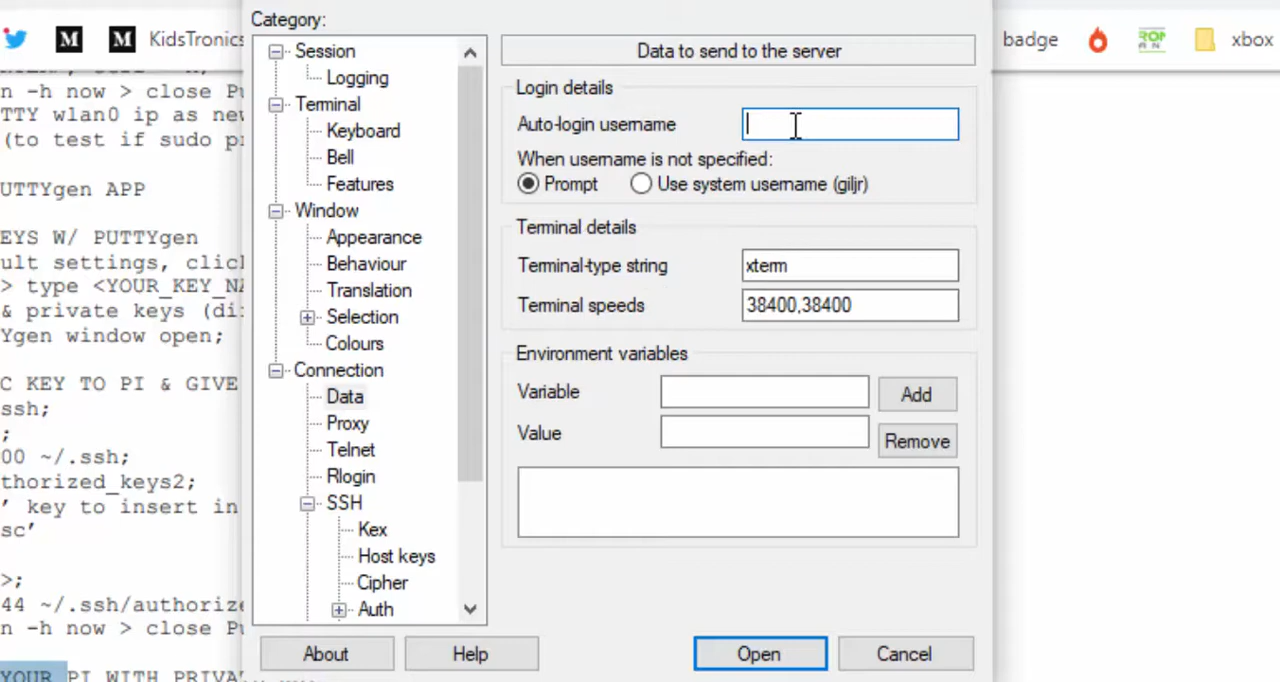 Category:
KidsTronics
badge
xbox
n -h now > close P
TTY wlan0 ip as new
(to test if sudo p
UTTYgen APP
EYS W/ PUTTYgen
ult settings, clic
> type <YOUR_KEY_NA
& private keys (di
Ygen window open;
C KEY TO PI & GIVE
ssh;
;
00 ~/.ssh;
thorized_keys2;
' key to insert in
sc'
>;
44 ~/.ssh/authorize
n -h now > close P
YOUR PI WITH
Session
Logging
Terminal
Keyboard
Bell
Features
Window
Appearance
Behaviour
Translation
Selection
Colours
Connection
Data
Proxy
Telnet
Rlogin
SSH
Kex
Host keys
Cipher
Auth
Data to send to the server
Login details
Auto-login username
When username is not specified:
Prompt Use system username (giljr)
Terminal details
Terminal-type string xterm
Terminal speeds 38400,38400
Environment variables
Variable Add
Value Remove
About Help Open Cancel